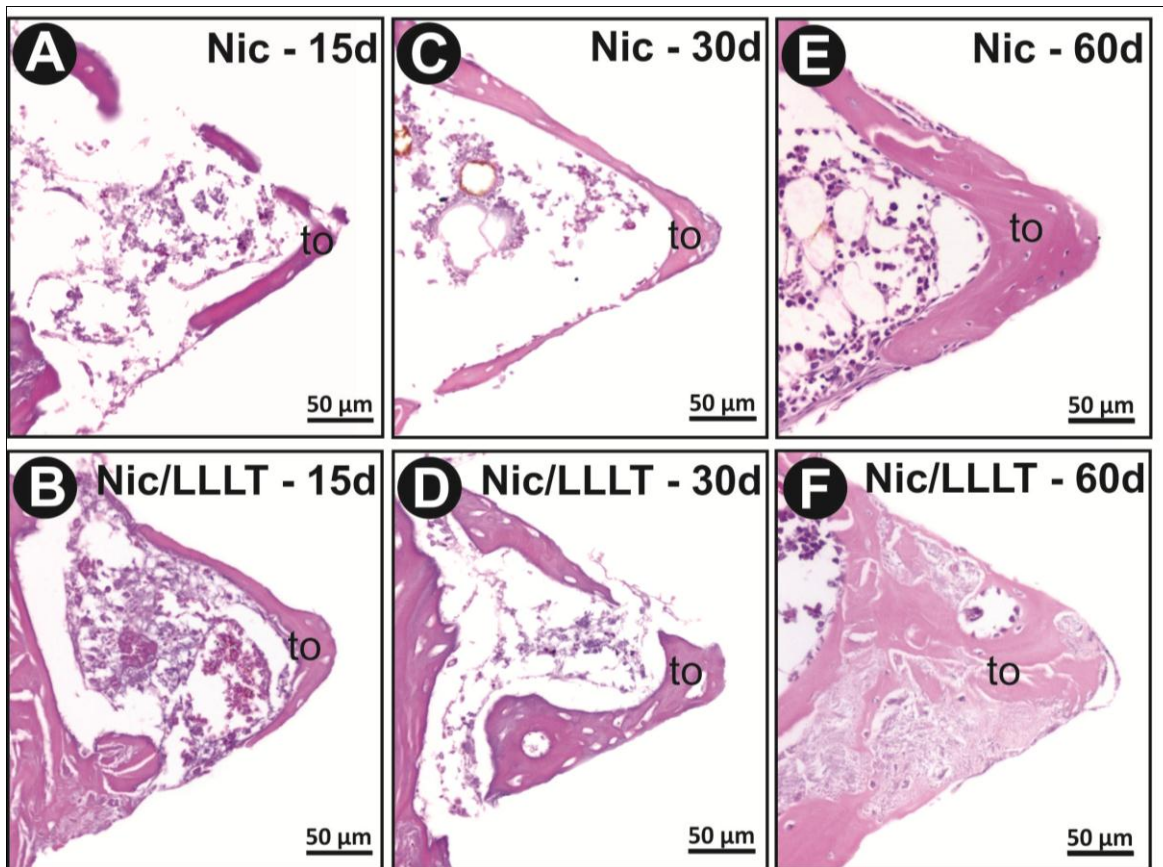 A Nic - 15d
to
50 µm
C Nic - 30d
to
50 µm
E Nic - 60d
to
50 µm
B Nic/LLLT - 15d
to
50 µm
D Nic/LLLT - 30d
to
50 µm
F Nic/LLLT - 60d
to
50 µm